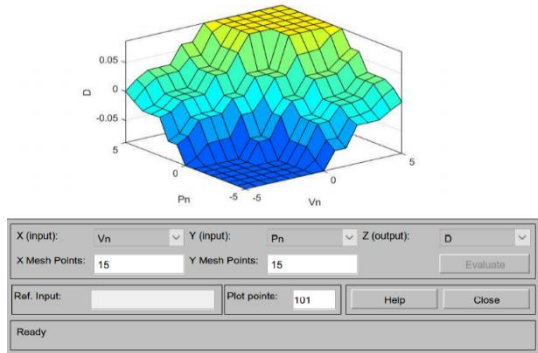 0.05
0
-0.05
D
5
0
-5
Pn
-5
0
5
Vn
X (input): Vn Y (input): Pn Z (output): D
X Mesh Points: 15 Y Mesh Points: 15 Evaluate
Ref. Input: Plot points: 101 Help Close
Ready